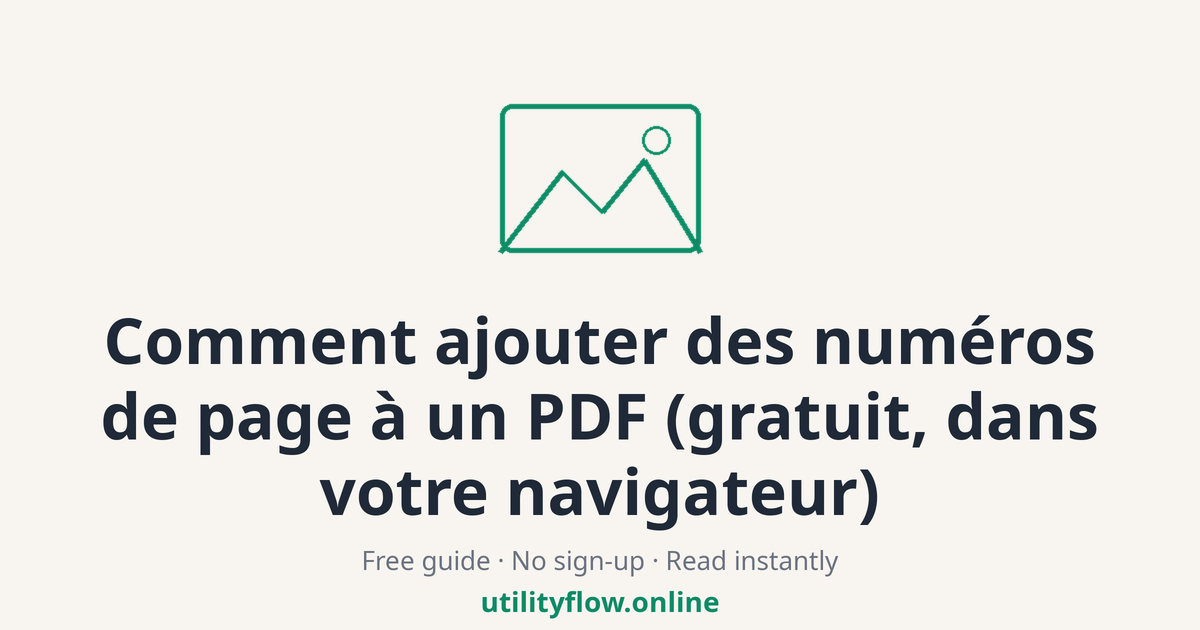 Comment ajouter des numéros
de page à un PDF (gratuit, dans
votre navigateur)
Free guide · No sign-up · Read instantly
utilityflow.online